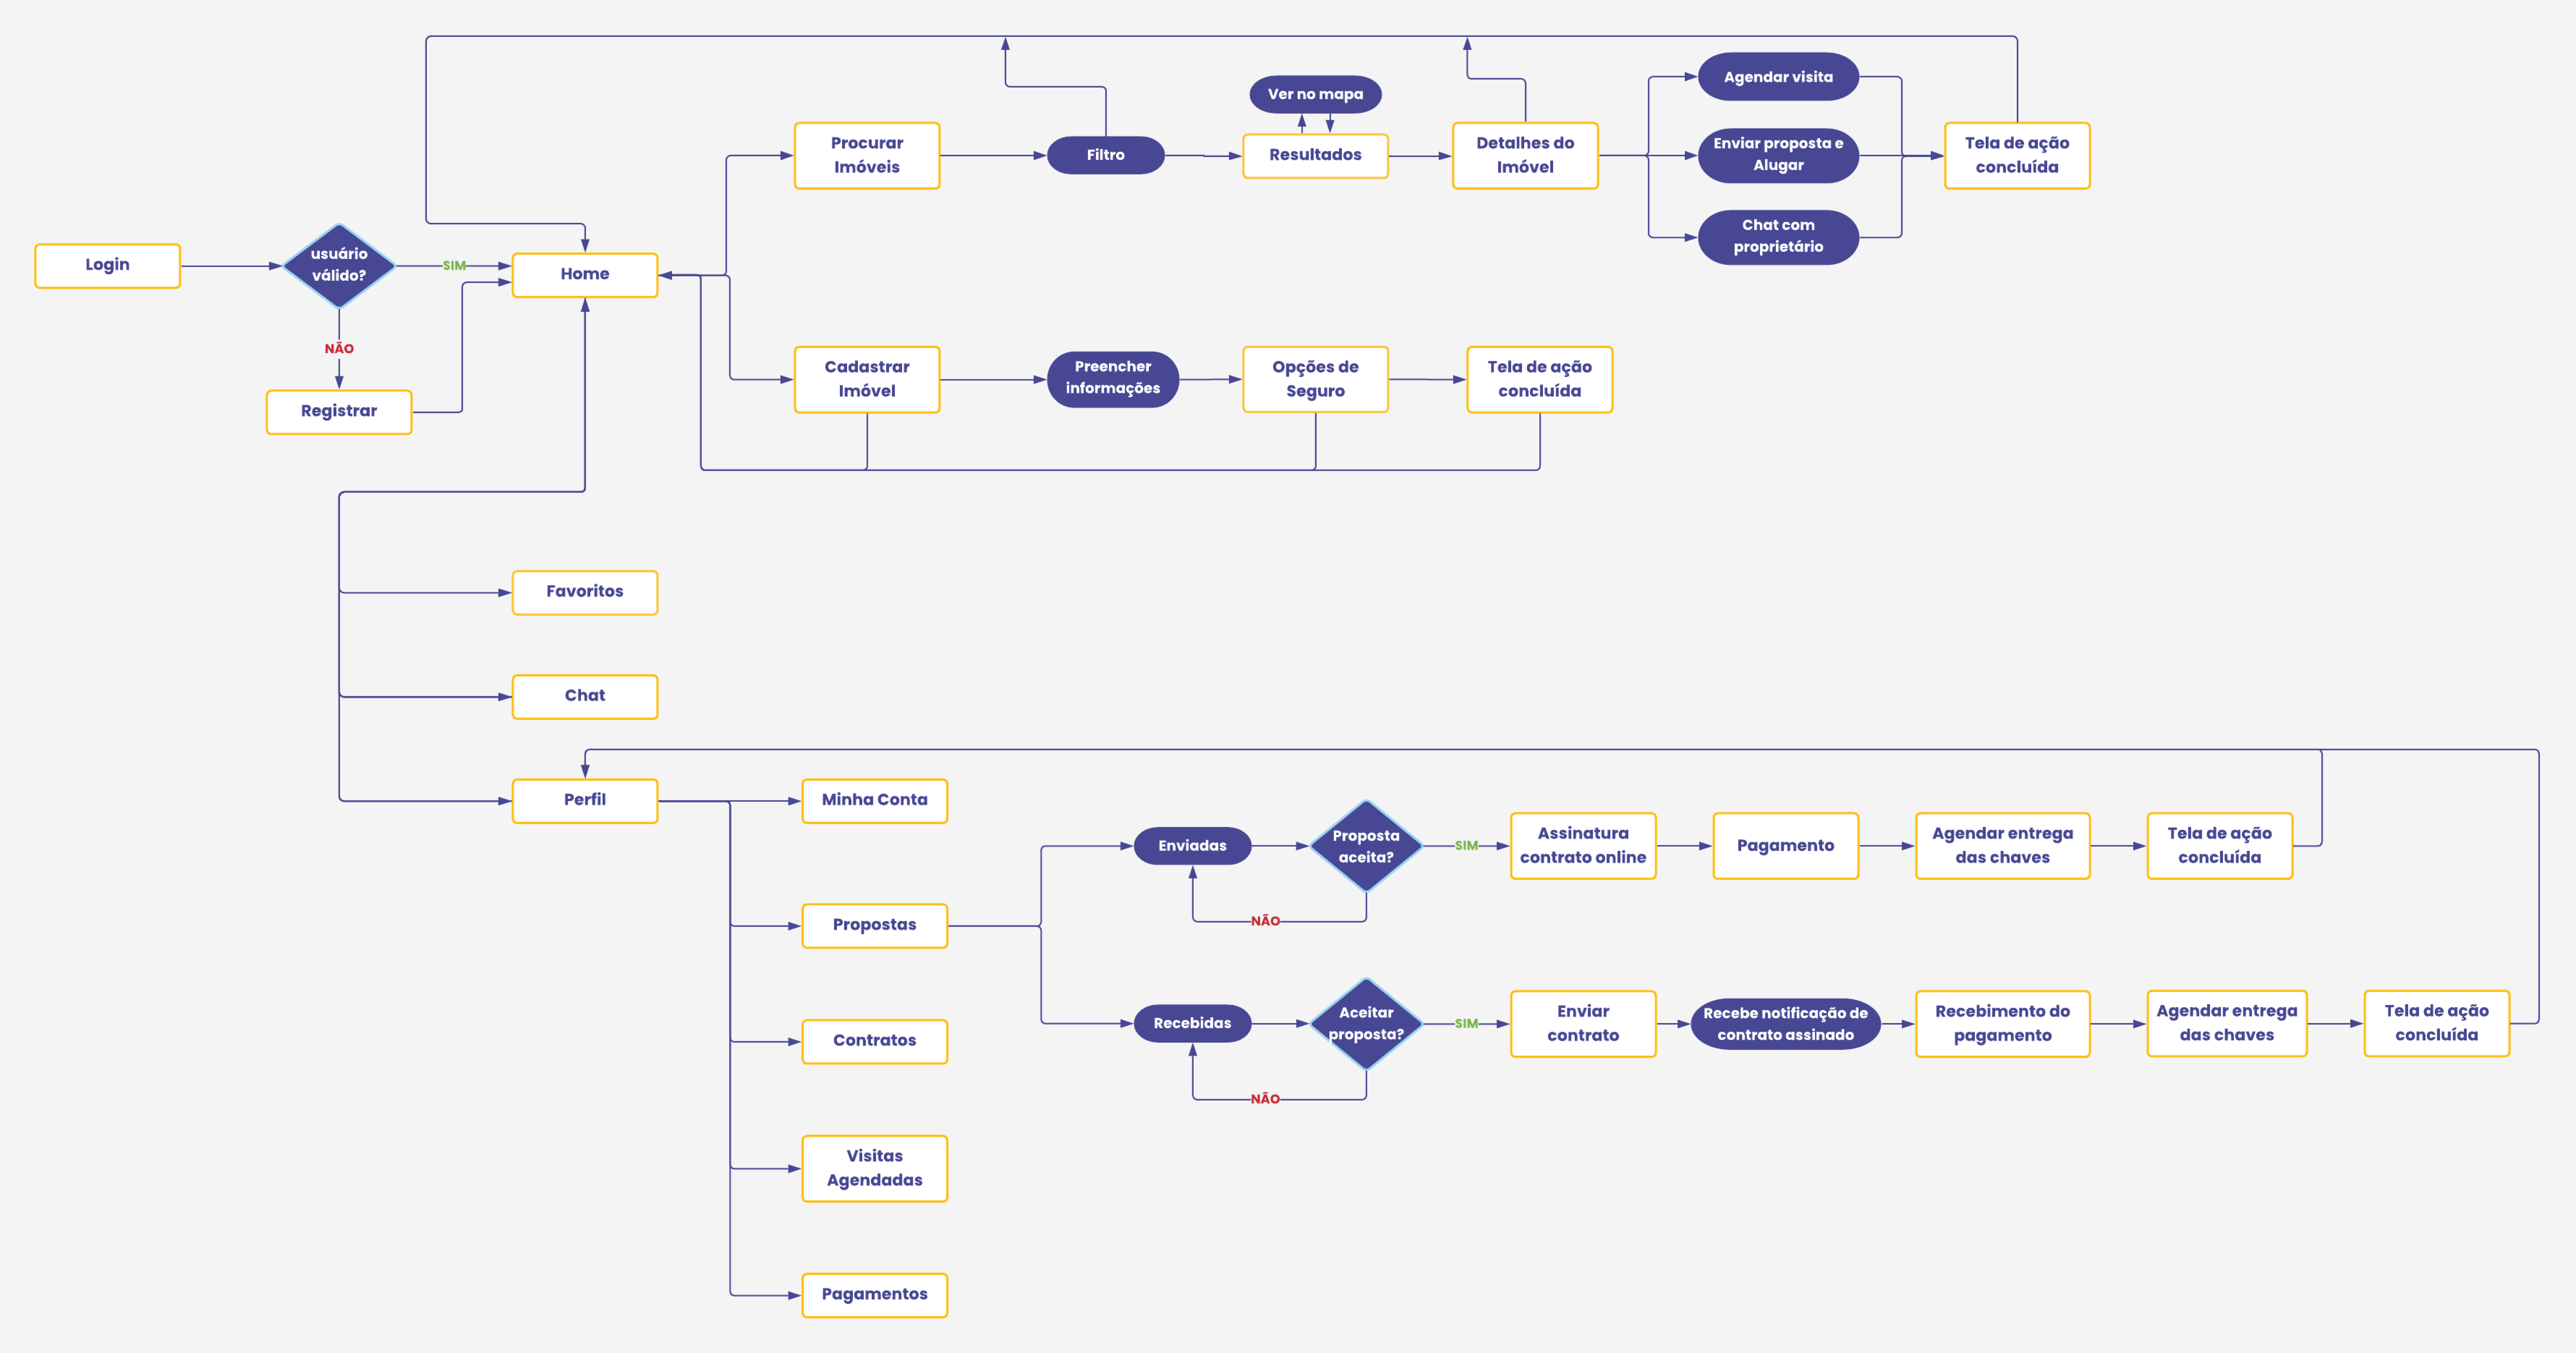 Agendar visita
Ver no mapa
Procurar
Imóveis
Filtro
Resultados
Detalhes do
Imóvel
Enviar proposta e
Alugar
Tela de ação
concluída
Chat com
proprietário
Login
usuário
válido?
SIM
Home
NÃO
Registrar
Cadastrar
Imóvel
Preencher
informações
Opções de
Seguro
Tela de ação
concluída
Favoritos
Chat
Perfil
Minha Conta
Enviadas
Proposta
aceita?
SIM
Assinatura
contrato online
Pagamento
Agendar entrega
das chaves
Tela de ação
concluída
NÃO
Propostas
Recebidas
Aceitar
proposta?
SIM
Enviar
contrato
Recebe notificação de
contrato assinado
Recebimento do
pagamento
Agendar entrega
das chaves
Tela de ação
concluída
NÃO
Contratos
Visitas
Agendadas
Pagamentos